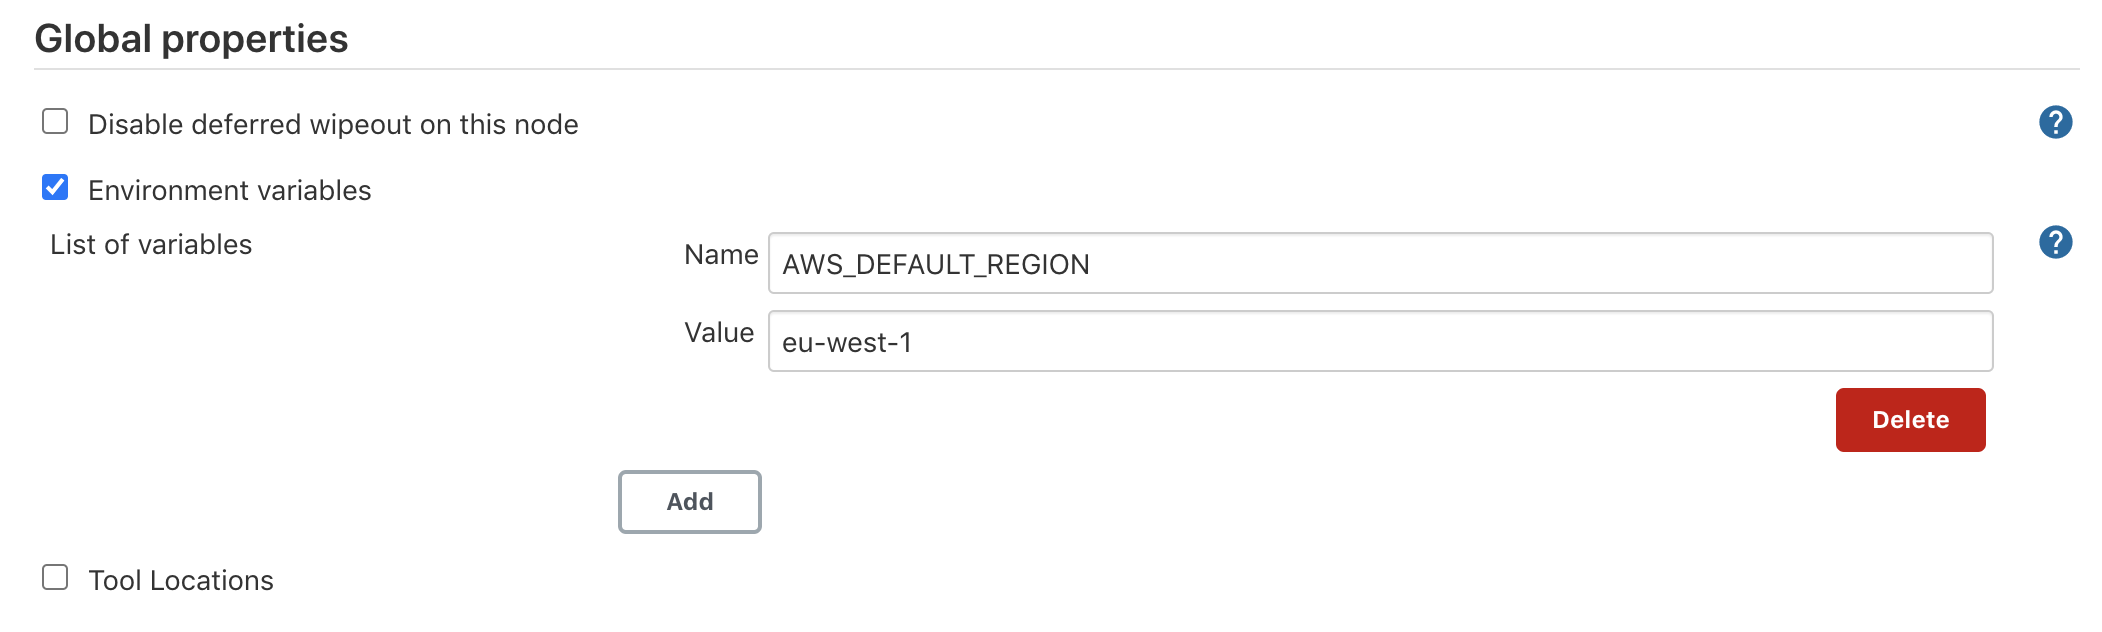 Global properties
Disable deferred wipeout on this node
?
Environment variables
List of variables
?
Name
AWS_DEFAULT_REGION
Value
eu-west-1
Delete
Add
Tool Locations